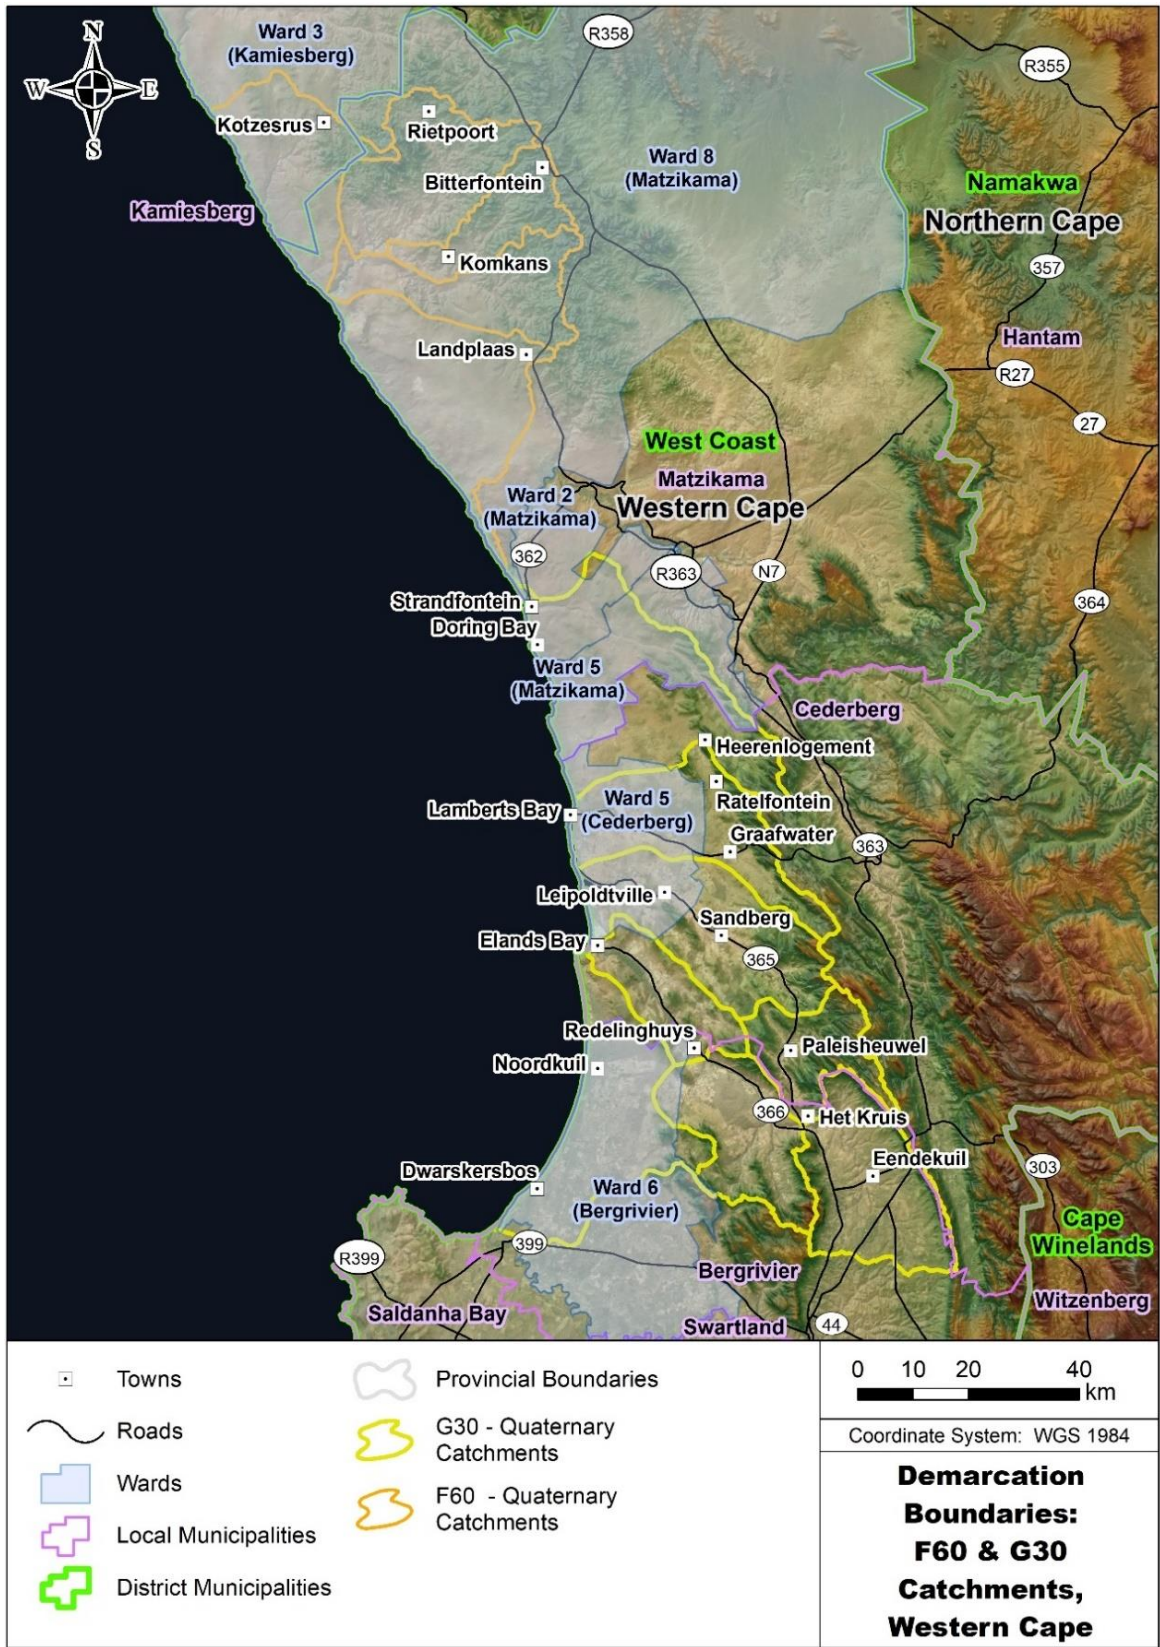 N
W
E
S
Ward 3
(Kamiesberg)
R358
R355
Kotzesrus
Rietpoort
Bitterfontein
Ward 8
(Matzikama)
Namakwa
Northern Cape
Kamiesberg
357
Komkans
Hantam
Landplaas
R27
27
West Coast
Matzikama
Western Cape
Ward 2
(Matzikama)
362
R363
N7
364
Strandfontein
Doring Bay
Ward 5
(Matzikama)
Cederberg
Heerenlogement
Ratelfontein
Ward 5
(Cederberg)
Lamberts Bay
Graafwater
363
Leipoldtville
Sandberg
Elands Bay
365
Redelinghuys
Paleisheuwel
Noordkuil
366
Het Kruis
Eendekuil
303
Dwarskersbos
Ward 6
(Bergrivier)
Cape
Winelands
399
R399
Bergrivier
Witzenberg
Saldanha Bay
Swartland
44
Towns
Roads
Wards
Local Municipalities
District Municipalities
Provincial Boundaries
G30 - Quaternary
Catchments
F60 - Quaternary
Catchments
0 10 20 40
km
Coordinate System: WGS 1984
Demarcation
Boundaries:
F60 & G30
Catchments,
Western Cape